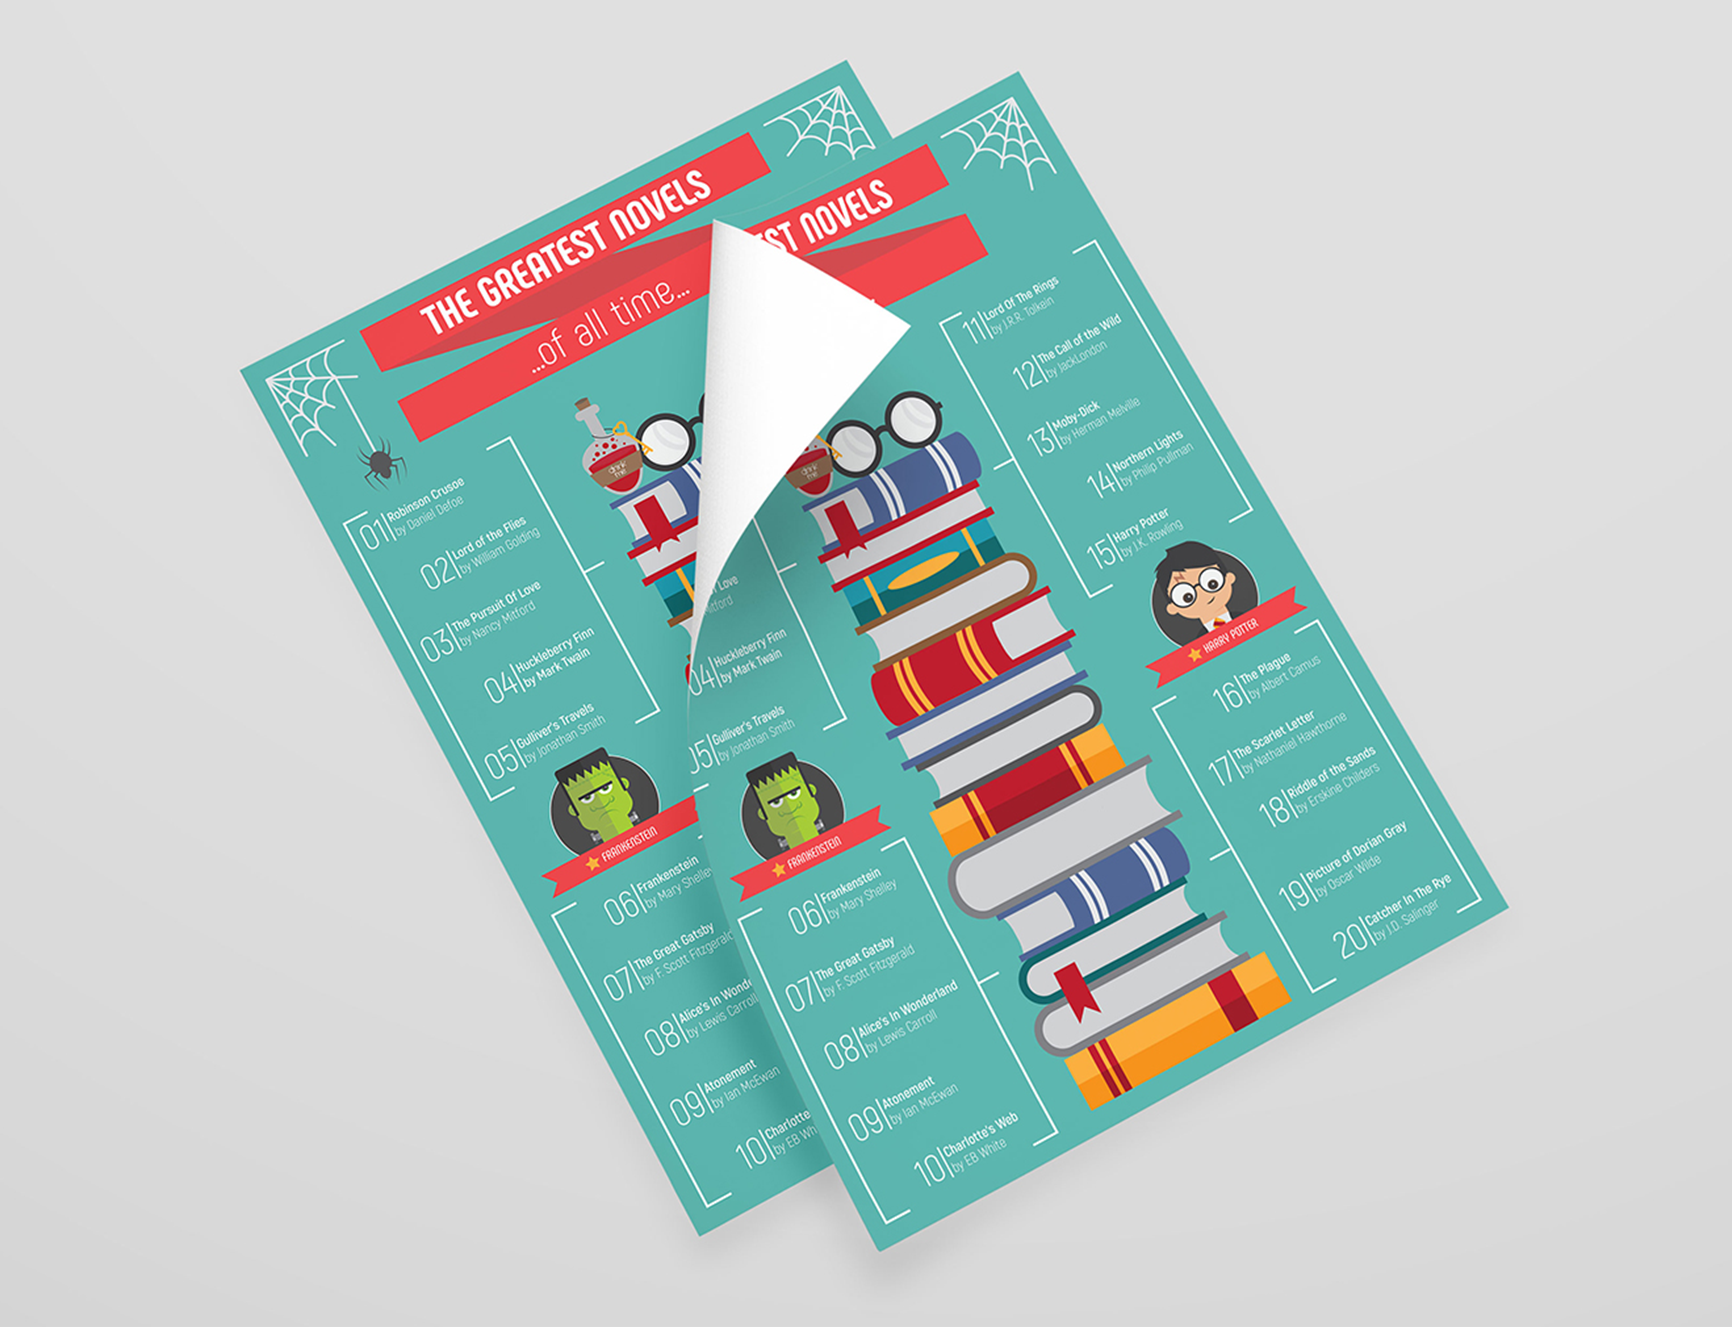 THE GREATEST NOVELS
...of all time...
drink
me
01 Robinson Crusoe
by Daniel Defoe
02 Lord of the Flies
by William Golding
03 The Pursuit Of Love
by Nancy Mitford
04 Huckleberry Finn
by Mark Twain
05 Gulliver's Travels
by Jonathan Smith
FRANKENSTEIN
06 Frankenstein
by Mary Shelley
07 The Great Gatsby
by F. Scott Fitzgerald
08 Alice's In Wonde
by Lewis Carroll
09 Atonement
by Ian McEwan
10 Charlotte
by EB Wh
EST NOVELS
drink
me
Love
Mitford
04 Huckleberry Finn
by Mark Twain
05 Gulliver's Travels
by Jonathan Smith
FRANKENSTEIN
06 Frankenstein
by Mary Shelley
07 The Great Gatsby
by F. Scott Fitzgerald
08 Alice's In Wonderland
by Lewis Carroll
09 Atonement
by Ian McEwan
10 Charlotte's Web
by EB White
11 Lord Of The Rings
by J.R.R. Tolkein
12 The Call of the Wild
by JackLondon
13 Moby-Dick
by Herman Melville
14 Northern Lights
by Philip Pullman
15 Harry Potter
by J.K. Rowling
HARRY POTTER
16 The Plague
by Albert Camus
17 The Scarlet Letter
by Nathaniel Hawthorne
18 Riddle of the Sands
by Erskine Childers
19 Picture of Dorian Gray
by Oscar Wilde
20 Catcher In The Rye
by J.D. Salinger